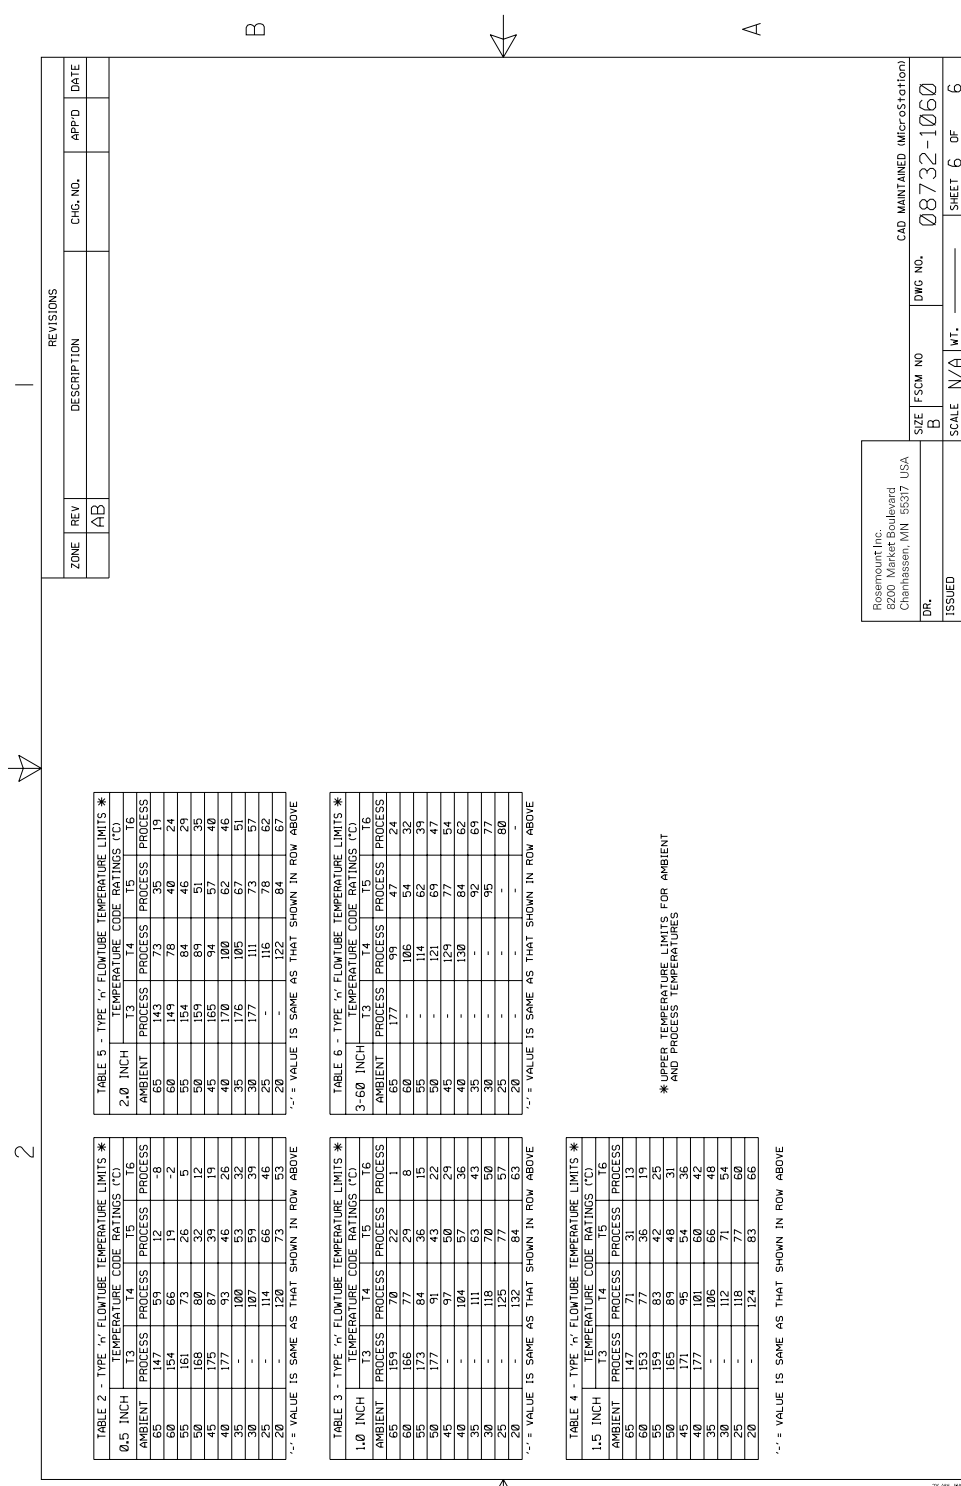 B
A
1
2
REVISIONS
ZONE REV DESCRIPTION CHG. NO. APP'D DATE
AB
TABLE 2 - TYPE 'n' FLOWTUBE TEMPERATURE LIMITS *
0.5 INCH TEMPERATURE CODE RATINGS (°C)
T3 T4 T5 T6
AMBIENT PROCESS PROCESS PROCESS PROCESS
65 147 59 12 -8
60 154 66 19 -2
55 161 73 26 5
50 168 80 32 12
45 175 87 39 19
40 177 93 46 26
35 - 100 53 32
30 - 107 59 39
25 - 114 66 46
20 - 120 73 53
'-' = VALUE IS SAME AS THAT SHOWN IN ROW ABOVE
TABLE 5 - TYPE 'n' FLOWTUBE TEMPERATURE LIMITS *
2.0 INCH TEMPERATURE CODE RATINGS (°C)
T3 T4 T5 T6
AMBIENT PROCESS PROCESS PROCESS PROCESS
65 143 73 35 19
60 149 78 40 24
55 154 84 46 29
50 159 89 51 35
45 165 94 57 40
40 170 100 62 46
35 176 105 67 51
30 177 111 73 57
25 - 116 78 62
20 - 122 84 67
'-' = VALUE IS SAME AS THAT SHOWN IN ROW ABOVE
TABLE 3 - TYPE 'n' FLOWTUBE TEMPERATURE LIMITS *
1.0 INCH TEMPERATURE CODE RATINGS (°C)
T3 T4 T5 T6
AMBIENT PROCESS PROCESS PROCESS PROCESS
65 159 70 22 1
60 166 77 29 8
55 173 84 36 15
50 177 91 43 22
45 - 97 50 29
40 - 104 57 36
35 - 111 63 43
30 - 118 70 50
25 - 125 77 57
20 - 132 84 63
'-' = VALUE IS SAME AS THAT SHOWN IN ROW ABOVE
TABLE 6 - TYPE 'n' FLOWTUBE TEMPERATURE LIMITS *
3-60 INCH TEMPERATURE CODE RATINGS (°C)
T3 T4 T5 T6
AMBIENT PROCESS PROCESS PROCESS PROCESS
65 177 99 47 24
60 - 106 54 32
55 - 114 62 39
50 - 121 69 47
45 - 129 77 54
40 - 130 84 62
35 - - 92 69
30 - - 95 77
25 - - - 80
20 - - - -
'-' = VALUE IS SAME AS THAT SHOWN IN ROW ABOVE
TABLE 4 - TYPE 'n' FLOWTUBE TEMPERATURE LIMITS *
1.5 INCH TEMPERATURE CODE RATINGS (°C)
T3 T4 T5 T6
AMBIENT PROCESS PROCESS PROCESS PROCESS
65 147 71 31 13
60 153 77 36 19
55 159 83 42 25
50 165 89 48 31
45 171 95 54 36
40 177 101 60 42
35 - 106 66 48
30 - 112 71 54
25 - 118 77 60
20 - 124 83 66
'-' = VALUE IS SAME AS THAT SHOWN IN ROW ABOVE
*UPPER TEMPERATURE LIMITS FOR AMBIENT
AND PROCESS TEMPERATURES
Rosemount Inc.
8200 Market Boulevard
Chanhassen, MN 55317 USA
CAD MAINTAINED (MicroStation)
DR.
SIZE B FSCM NO DWG NO. 08732-1060
ISSUED
SCALE N/A WT. SHEET 6 OF 6